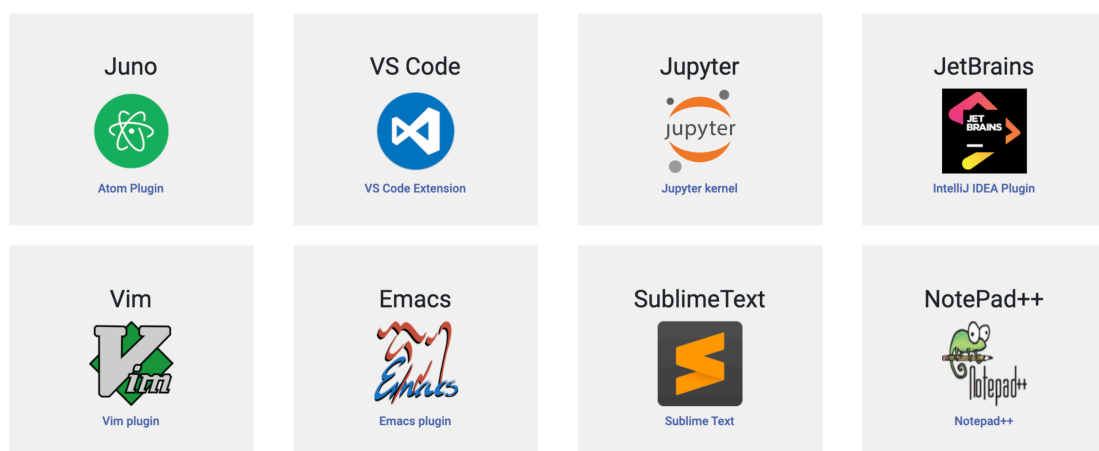 Juno
VS Code
Jupyter
JetBrains
jupyter
JET
BRAINS
Atom Plugin
VS Code Extension
Jupyter kernel
IntelliJ IDEA Plugin
Vim
Emacs
SublimeText
NotePad++
Vim
Emacs
Notepad++
Vim plugin
Emacs plugin
Sublime Text
Notepad++